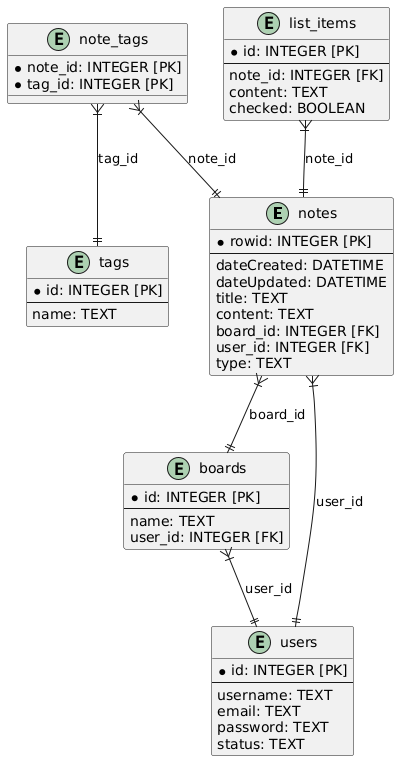 E note_tags
* note_id: INTEGER [PK]
* tag_id: INTEGER [PK]
E list_items
* id: INTEGER [PK]
note_id: INTEGER [FK]
content: TEXT
checked: BOOLEAN
tag_id
note_id
note_id
E tags
* id: INTEGER [PK]
name: TEXT
E notes
* rowid: INTEGER [PK]
dateCreated: DATETIME
dateUpdated: DATETIME
title: TEXT
content: TEXT
board_id: INTEGER [FK]
user_id: INTEGER [FK]
type: TEXT
board_id
E boards
* id: INTEGER [PK]
name: TEXT
user_id: INTEGER [FK]
user_id
user_id
E users
* id: INTEGER [PK]
username: TEXT
email: TEXT
password: TEXT
status: TEXT